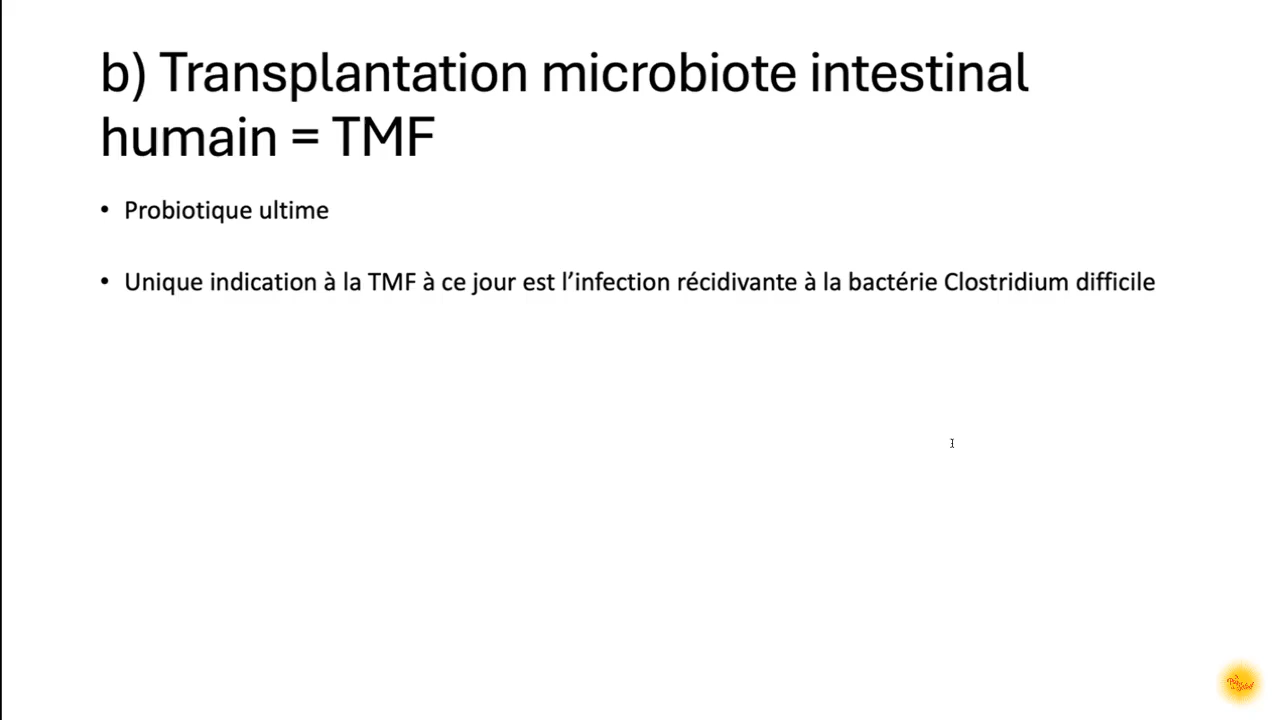 b) Transplantation microbiote intestinal
humain = TMF
• Probiotique ultime
• Unique indication à la TMF à ce jour est l’infection récidivante à la bactérie Clostridium difficile